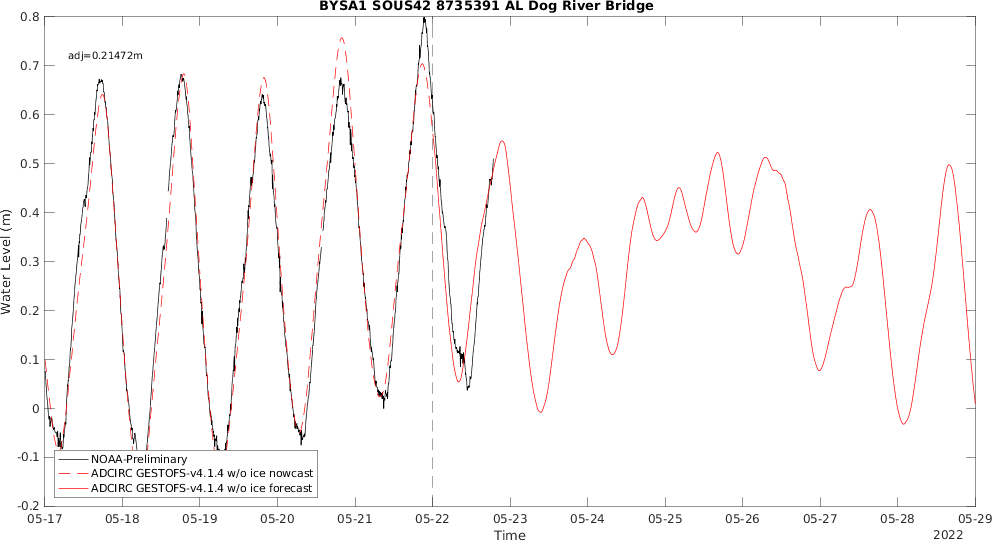 BYSA1 SOUS42 8735391 AL Dog River Bridge
adj=0.21472m
0.8
0.7
0.6
0.5
0.4
0.3
0.2
0.1
0
-0.1
-0.2
Water Level (m)
NOAA-Preliminary
ADCIRC GESTOFS-v4.1.4 w/o ice nowcast
ADCIRC GESTOFS-v4.1.4 w/o ice forecast
05-17 05-18 05-19 05-20 05-21 05-22 05-23 05-24 05-25 05-26 05-27 05-28 05-29
Time
2022